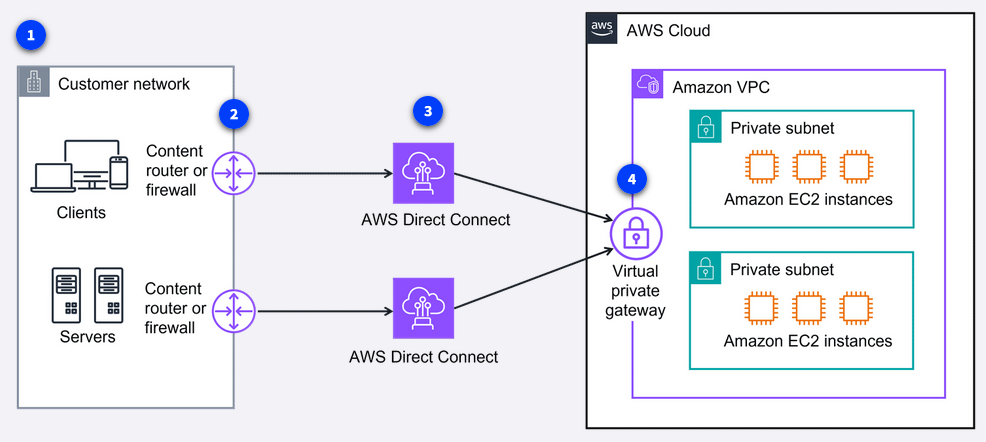 1
aws
AWS Cloud
Customer network
Amazon VPC
2
3
Private subnet
Content
router or
firewall
Clients
AWS Direct Connect
4
Amazon EC2 instances
Virtual
private
gateway
Private subnet
Content
router or
firewall
Servers
AWS Direct Connect
Amazon EC2 instances